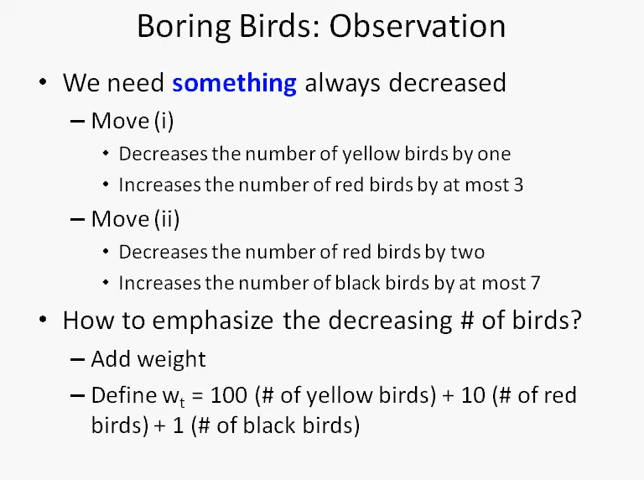 Boring Birds: Observation
• We need something always decreased
– Move (i)
• Decreases the number of yellow birds by one
• Increases the number of red birds by at most 3
– Move (ii)
• Decreases the number of red birds by two
• Increases the number of black birds by at most 7
• How to emphasize the decreasing # of birds?
– Add weight
– Define wₜ = 100 (# of yellow birds) + 10 (# of red
birds) + 1 (# of black birds)